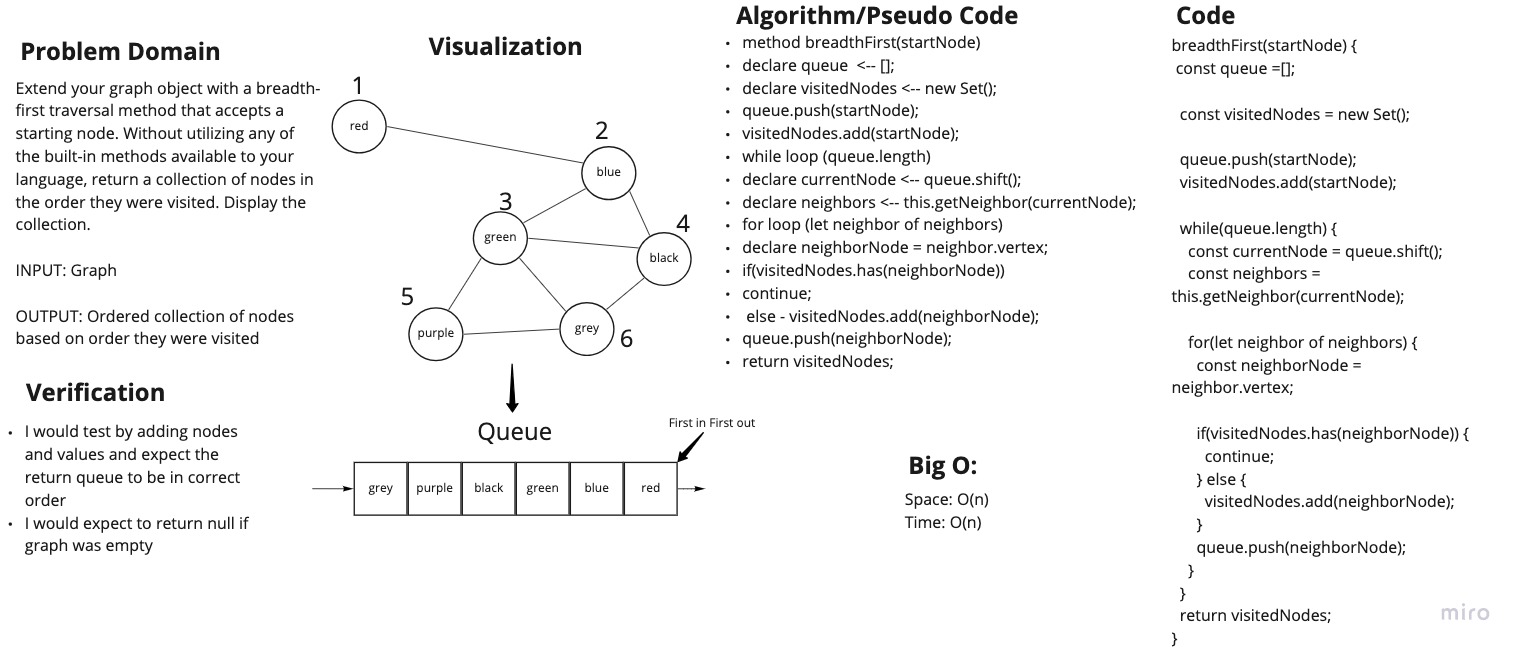 Problem Domain
Extend your graph object with a breadth-
first traversal method that accepts a
starting node. Without utilizing any of
the built-in methods available to your
language, return a collection of nodes in
the order they were visited. Display the
collection.
INPUT: Graph
OUTPUT: Ordered collection of nodes
based on order they were visited
Verification
• I would test by adding nodes
and values and expect the
return queue to be in correct
order
• I would expect to return null if
graph was empty
Visualization
1
red
2
blue
3
green
4
black
5
purple
grey
6
Queue
First in First out
grey purple black green blue red
Algorithm/Pseudo Code
• method breadthFirst(startNode)
• declare queue <-- [];
• declare visitedNodes <-- new Set();
• queue.push(startNode);
• visitedNodes.add(startNode);
• while loop (queue.length)
• declare currentNode <-- queue.shift();
• declare neighbors <-- this.getNeighbor(currentNode);
• for loop (let neighbor of neighbors)
• declare neighborNode = neighbor.vertex;
• if(visitedNodes.has(neighborNode))
• continue;
• else - visitedNodes.add(neighborNode);
• queue.push(neighborNode);
• return visitedNodes;
Big O:
Space: O(n)
Time: O(n)
Code
breadthFirst(startNode) {
const queue =[];
const visitedNodes = new Set();
queue.push(startNode);
visitedNodes.add(startNode);
while(queue.length) {
const currentNode = queue.shift();
const neighbors =
this.getNeighbor(currentNode);
for(let neighbor of neighbors) {
const neighborNode =
neighbor.vertex;
if(visitedNodes.has(neighborNode)) {
continue;
} else {
visitedNodes.add(neighborNode);
}
queue.push(neighborNode);
}
}
return visitedNodes;
}
miro